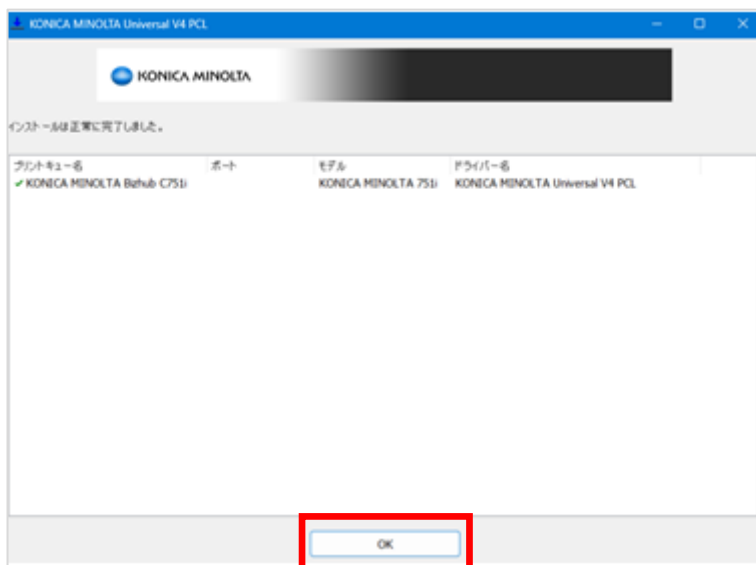 KONICA MINOLTA Universal V4 PCL
KONICA MINOLTA
インストールは正常に完了しました。
プリントキュー名 ポート モデル ドライバー名
KONICA MINOLTA Bizhub C751i KONICA MINOLTA 751i KONICA MINOLTA Universal V4 PCL
OK